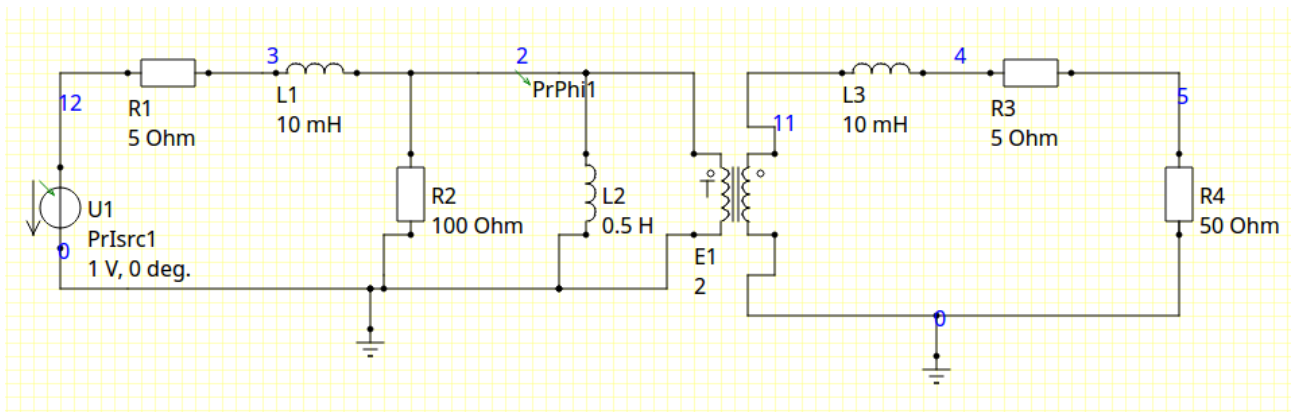 3
2
4
PrPhi1
12
R1
5 Ohm
L1
10 mH
L3
10 mH
R3
5 Ohm
5
11
U1
PrIsrc1
1 V, 0 deg.
0
R2
100 Ohm
L2
0.5 H
T
E1
2
R4
50 Ohm
0